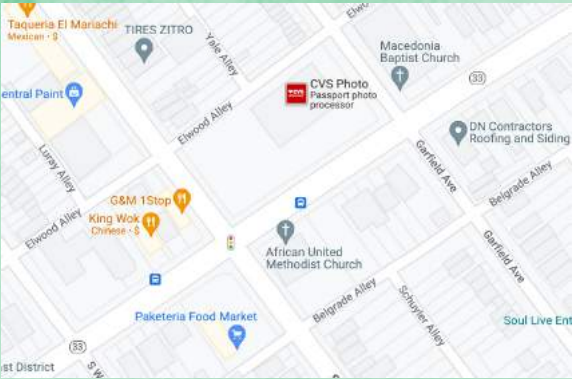 Taqueria El Mariachi
Mexican · $
TIRES ZITRO
Yale Alley
Elwo
Macedonia
Baptist Church
33
entral Paint
CVS
CVS Photo
Passport photo
processor
Elwood Alley
DN Contractors
Roofing and Siding
Garfield Ave
Luray Alley
Belgrade Alley
G&M 1Stop
King Wok
Chinese · $
Elwood Alley
African United
Methodist Church
Garfield Ave
Belgrade Alley
Schuyler Alley
Paketeria Food Market
Soul Live Ent
33
st District
S W